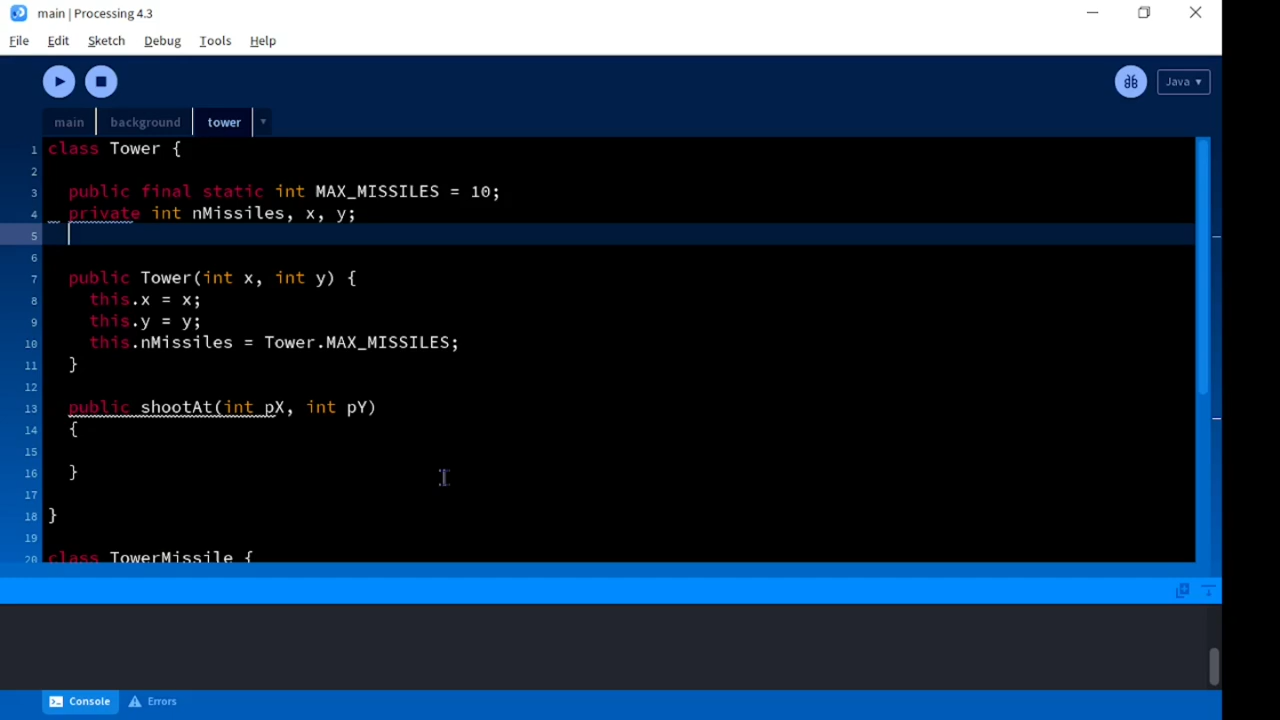 main | Processing 4.3
File Edit Sketch Debug Tools Help
Java ▾
main background tower ▾
1 class Tower {
2
3 public final static int MAX_MISSILES = 10;
4 private int nMissiles, x, y;
5
6
7 public Tower(int x, int y) {
8 this.x = x;
9 this.y = y;
10 this.nMissiles = Tower.MAX_MISSILES;
11 }
12
13 public shootAt(int pX, int pY)
14 {
15
16 }
17
18 }
19
20 class TowerMissile {
Console Errors